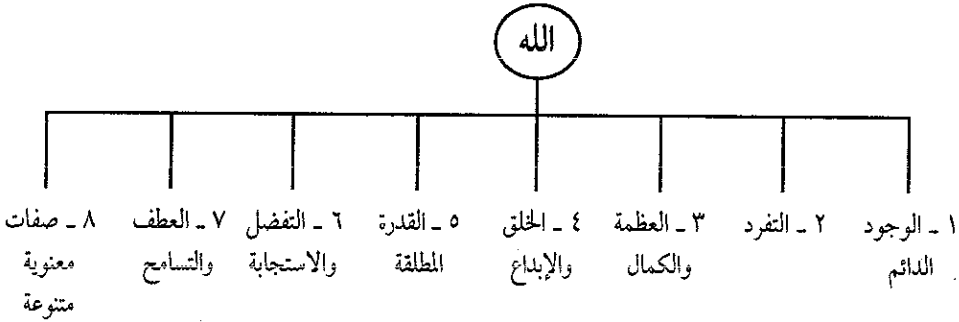 الله
١ ـ الوجود ٢ ـ التفرد ٣ ـ العظمة ٤ ـ الخلق ٥ ـ القدرة ٦ ـ التفضل ٧ ـ العطف ٨ ـ صفات
الدائم والكمال والإبداع المطلقة والاستجابة والتسامح معنوية
متنوعة